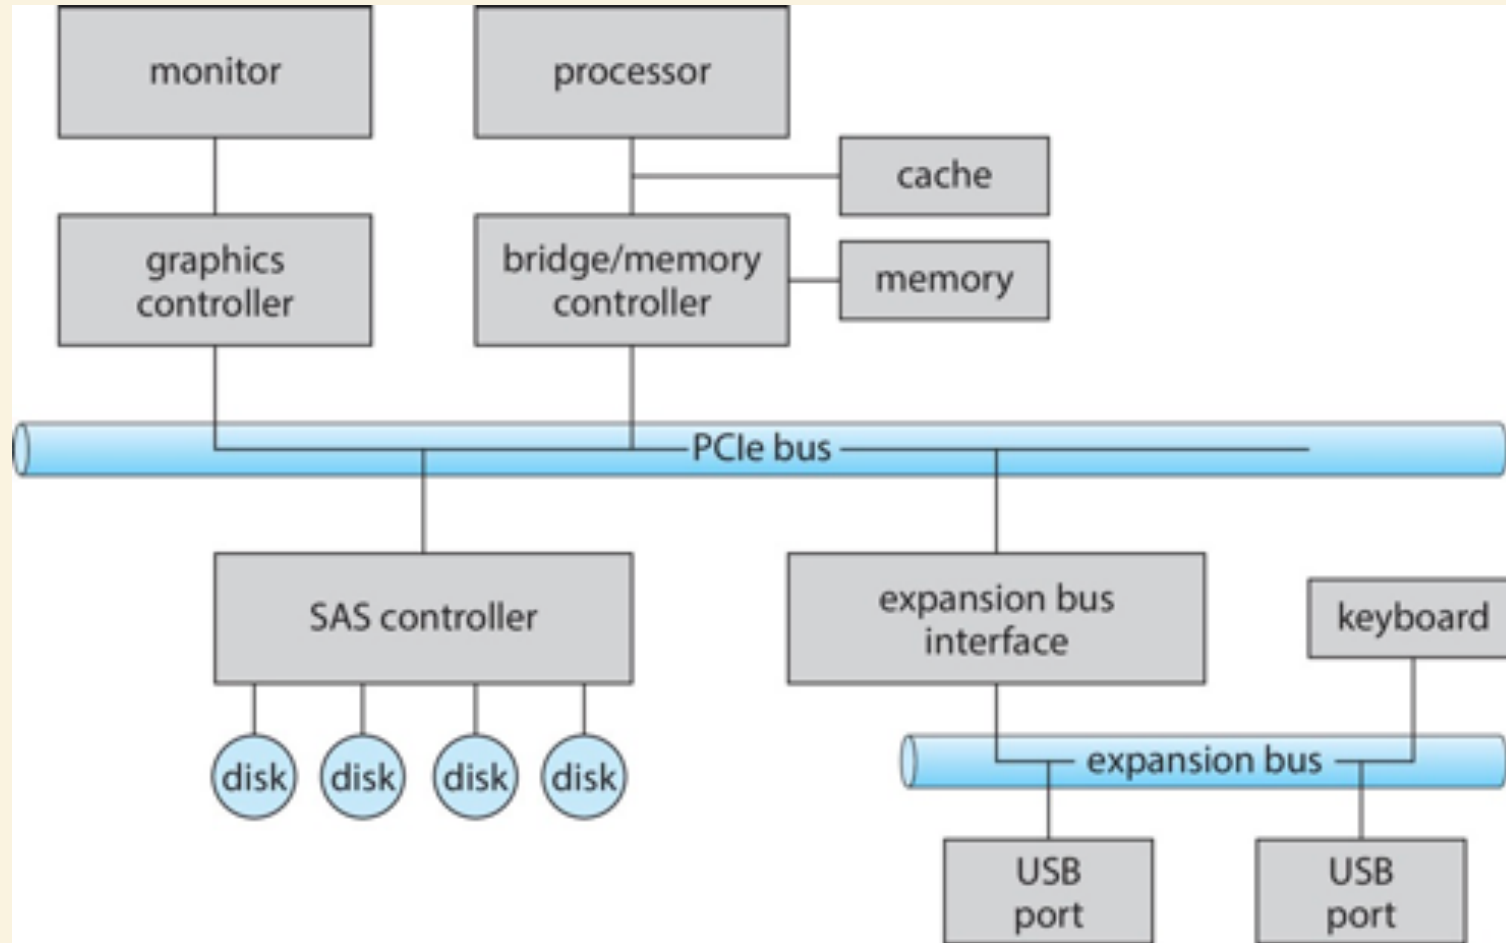 monitor
processor
cache
graphics
controller
bridge/memory
controller
memory
PCIe bus
SAS controller
expansion bus
interface
keyboard
disk
disk
disk
disk
expansion bus
USB
port
USB
port